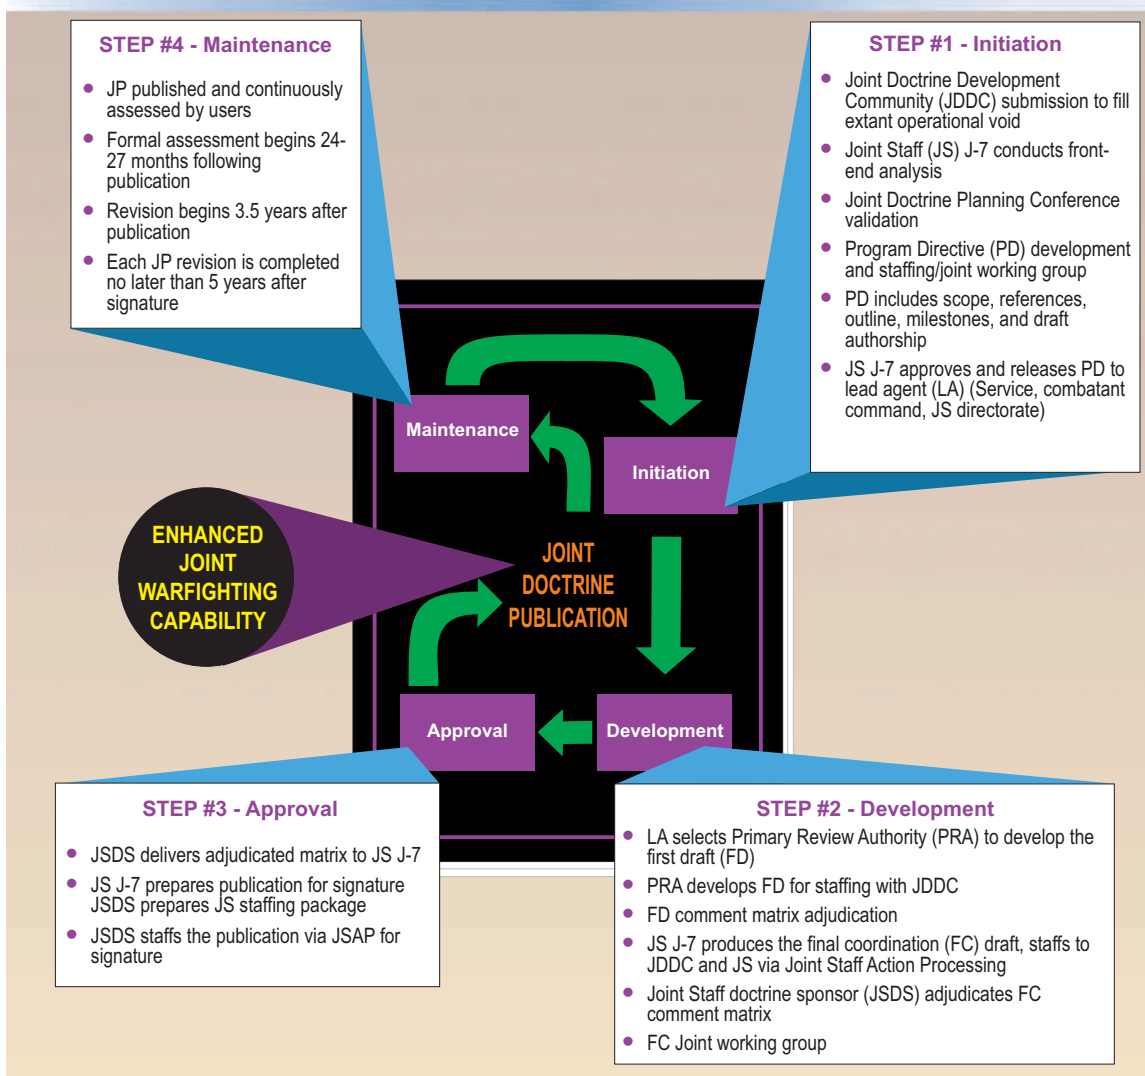 STEP #4 - Maintenance
• JP published and continuously
assessed by users
• Formal assessment begins 24-
27 months following
publication
• Revision begins 3.5 years after
publication
• Each JP revision is completed
no later than 5 years after
signature
STEP #1 - Initiation
• Joint Doctrine Development
Community (JDDC) submission to fill
extant operational void
• Joint Staff (JS) J-7 conducts front-
end analysis
• Joint Doctrine Planning Conference
validation
• Program Directive (PD) development
and staffing/joint working group
• PD includes scope, references,
outline, milestones, and draft
authorship
• JS J-7 approves and releases PD to
lead agent (LA) (Service, combatant
command, JS directorate)
Maintenance
Initiation
ENHANCED
JOINT
WARFIGHTING
CAPABILITY
JOINT
DOCTRINE
PUBLICATION
Approval
Development
STEP #3 - Approval
• JSDS delivers adjudicated matrix to JS J-7
• JS J-7 prepares publication for signature
JSDS prepares JS staffing package
• JSDS staffs the publication via JSAP for
signature
STEP #2 - Development
• LA selects Primary Review Authority (PRA) to develop the
first draft (FD)
• PRA develops FD for staffing with JDDC
• FD comment matrix adjudication
• JS J-7 produces the final coordination (FC) draft, staffs to
JDDC and JS via Joint Staff Action Processing
• Joint Staff doctrine sponsor (JSDS) adjudicates FC
comment matrix
• FC Joint working group